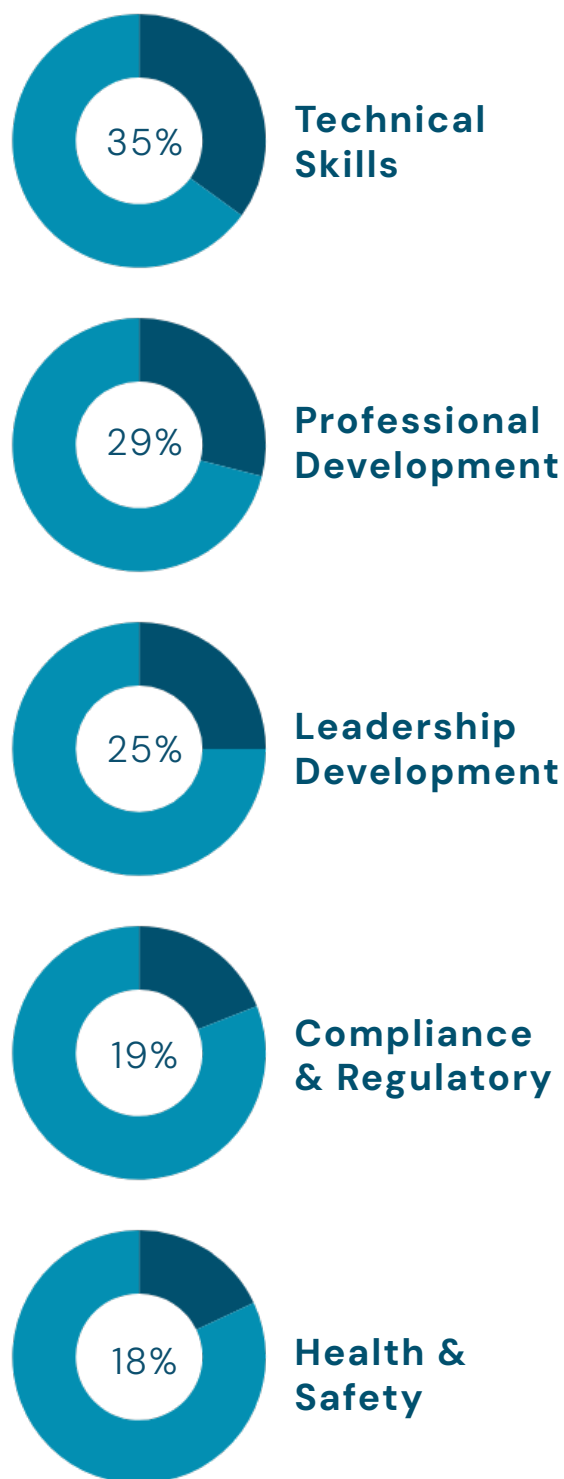 35%
Technical
Skills
29%
Professional
Development
25%
Leadership
Development
19%
Compliance
& Regulatory
18%
Health &
Safety